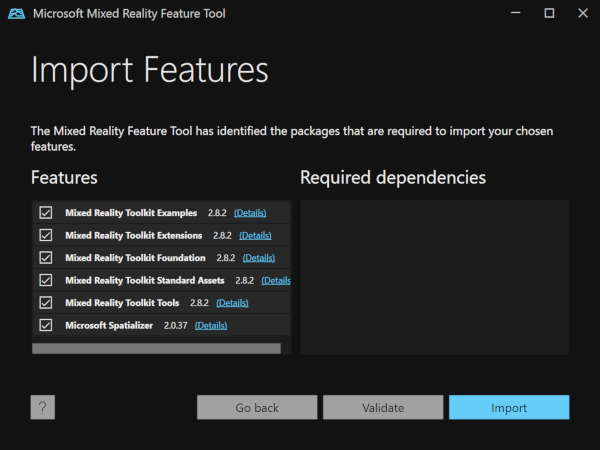 Microsoft Mixed Reality Feature Tool
Import Features
The Mixed Reality Feature Tool has identified the packages that are required to import your chosen
features.
Features
Required dependencies
Mixed Reality Toolkit Examples 2.8.2 (Details)
Mixed Reality Toolkit Extensions 2.8.2 (Details)
Mixed Reality Toolkit Foundation 2.8.2 (Details)
Mixed Reality Toolkit Standard Assets 2.8.2 (Details
Mixed Reality Toolkit Tools 2.8.2 (Details)
Microsoft Spatializer 2.0.37 (Details)
? Go back Validate Import